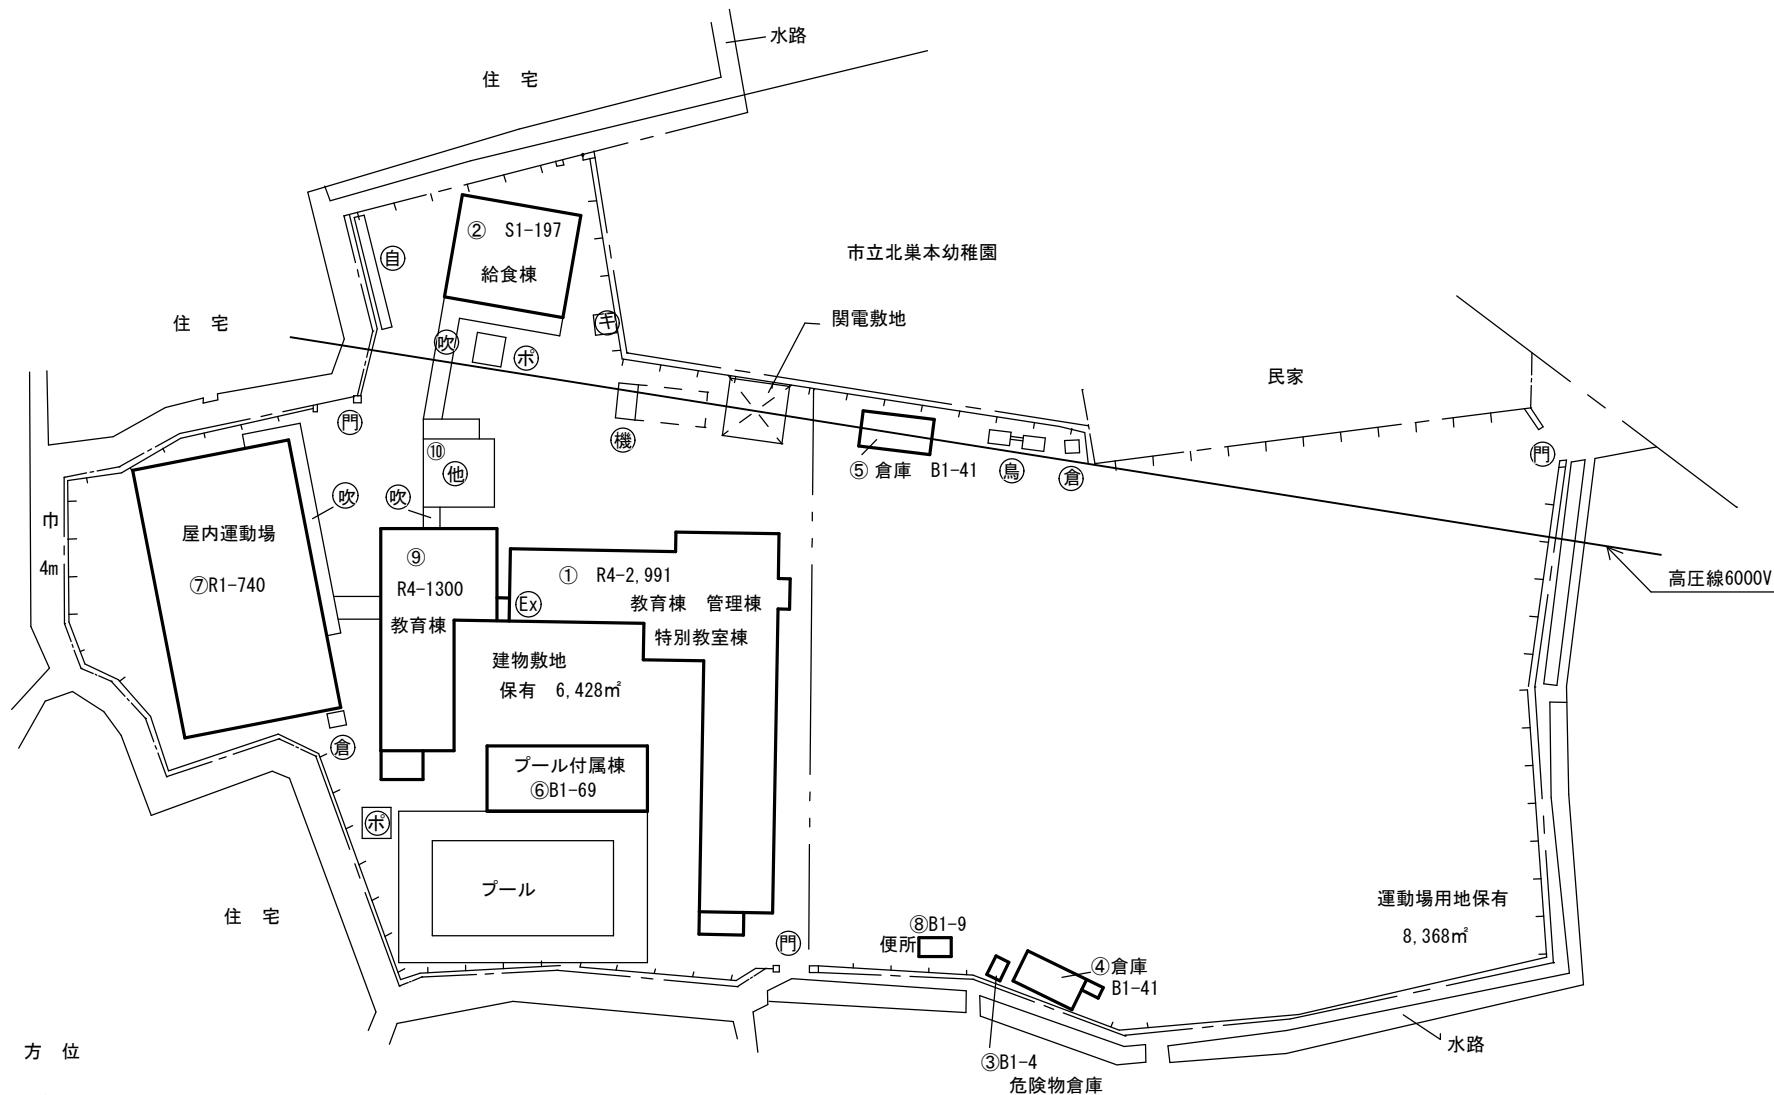 水路
住 宅
② S1-197
給食棟
自
市立北巣本幼稚園
関電敷地
住 宅
キ
吹
ポ
民家
門
機
⑩
他
⑤ 倉庫 B1-41
鳥
倉
門
吹
吹
巾
4m
屋内運動場
⑦R1-740
⑨
R4-1300
教育棟
Ex
① R4-2,991
教育棟 管理棟
特別教室棟
高圧線6000V
建物敷地
保有 6,428㎡
倉
プール付属棟
⑥B1-69
ポ
プール
住 宅
門
⑧B1-9
便所
④倉庫
B1-41
運動場用地保有
8,368㎡
方 位
③B1-4
危険物倉庫
水路